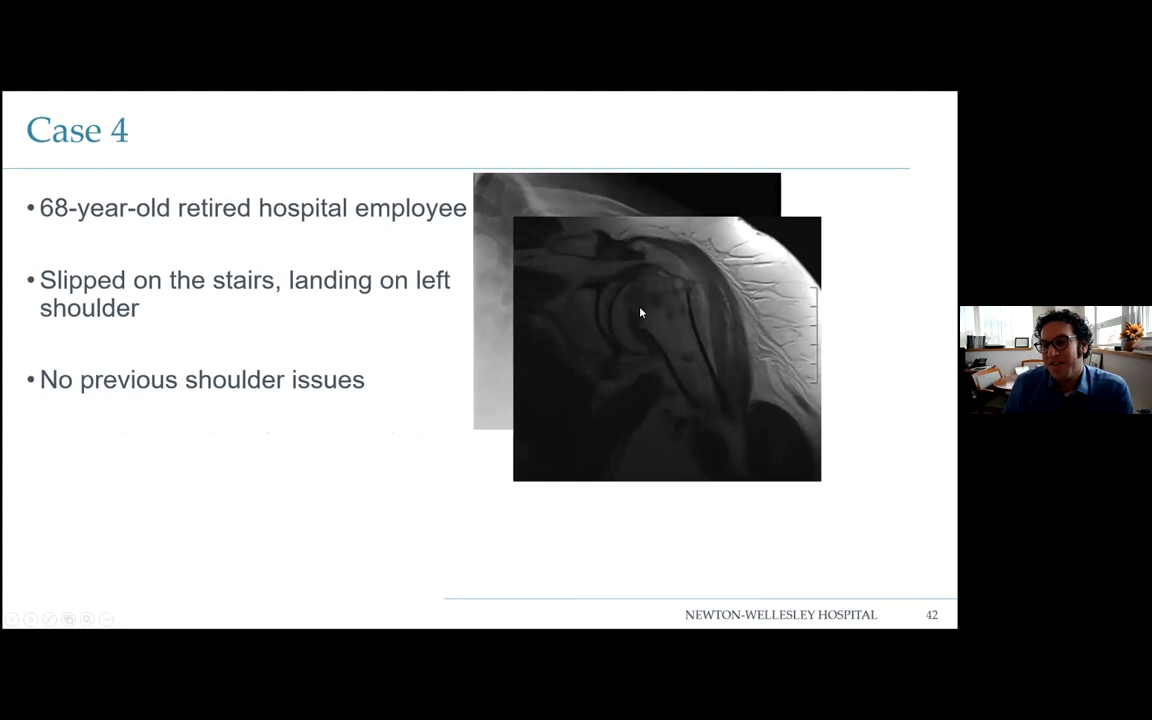 Case 4
• 68-year-old retired hospital employee
• Slipped on the stairs, landing on left
shoulder
• No previous shoulder issues
NEWTON-WELLESLEY HOSPITAL 42